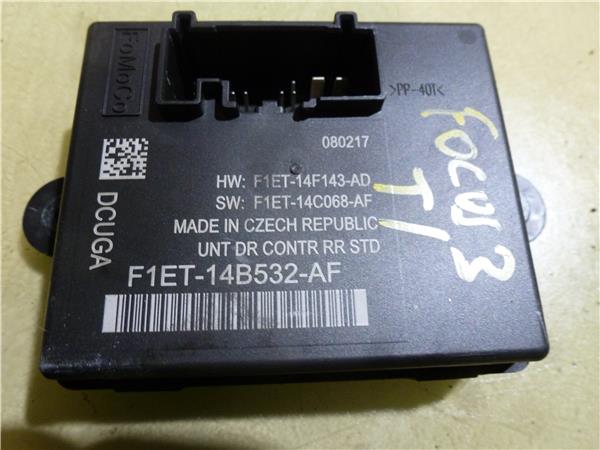 FoMoCo
>PP-40T<
080217
HW: F1ET-14F143-AD
SW: F1ET-14C068-AF
MADE IN CZECH REPUBLIC
UNT DR CONTR RR STD
DCUGA
F1ET-14B532-AF
FOCUS 3
TI